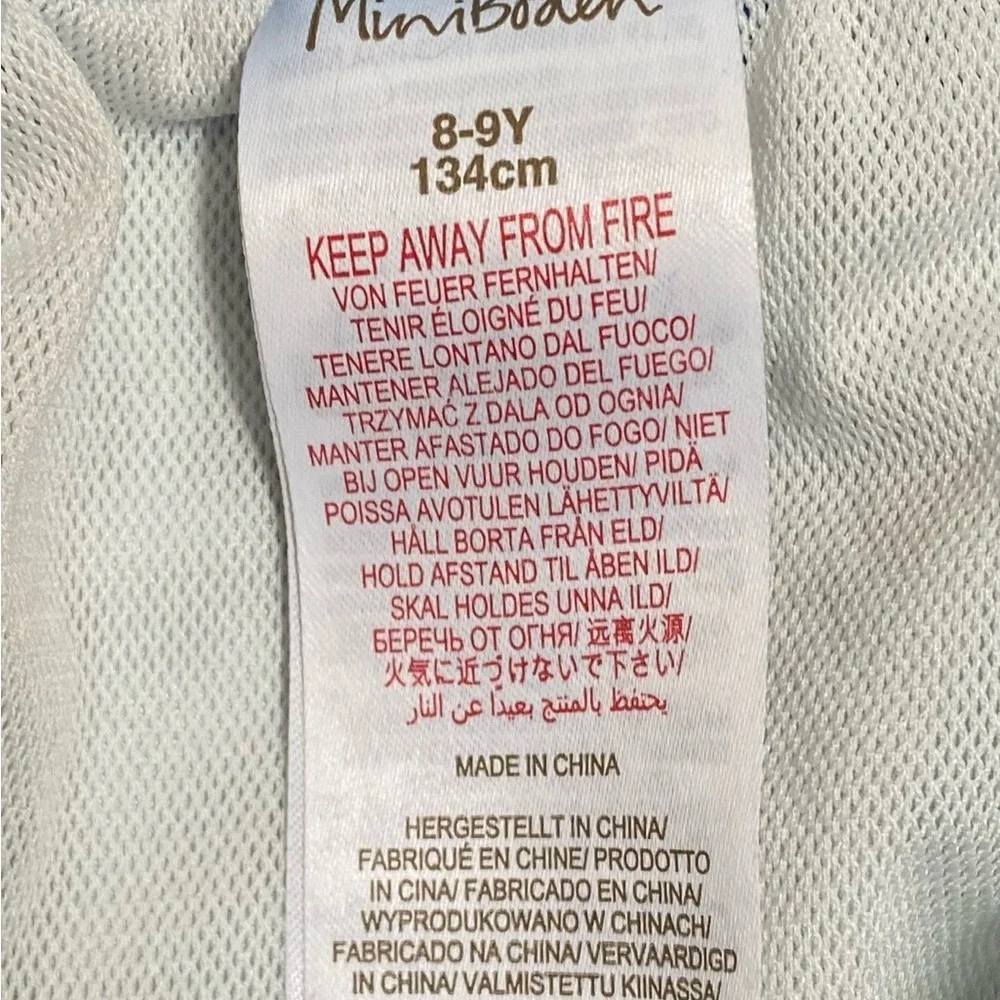 MiniBoden
8-9Y
134cm
KEEP AWAY FROM FIRE
VON FEUER FERNHALTEN/
TENIR ÉLOIGNÉ DU FEU/
TENERE LONTANO DAL FUOCO/
MANTENER ALEJADO DEL FUEGO/
TRZYMAĆ Z DALA OD OGNIA/
MANTER AFASTADO DO FOGO/ NIET
BIJ OPEN VUUR HOUDEN/ PIDÄ
POISSA AVOTULEN LÄHETTYVILTÄ/
HÅLL BORTA FRÅN ELD/
HOLD AFSTAND TIL ÅBEN ILD/
SKAL HOLDES UNNA ILD/
БЕРЕЧЬ ОТ ОГНЯ/ 远离火源/
火気に近づけないで下さい/
يحتفظ بالمنتج بعيداً عن النار
MADE IN CHINA
HERGESTELLT IN CHINA/
FABRIQUÉ EN CHINE/ PRODOTTO
IN CINA/ FABRICADO EN CHINA/
WYPRODUKOWANO W CHINACH/
FABRICADO NA CHINA/ VERVAARDIGD
IN CHINA/ VALMISTETTU KIINASSA/